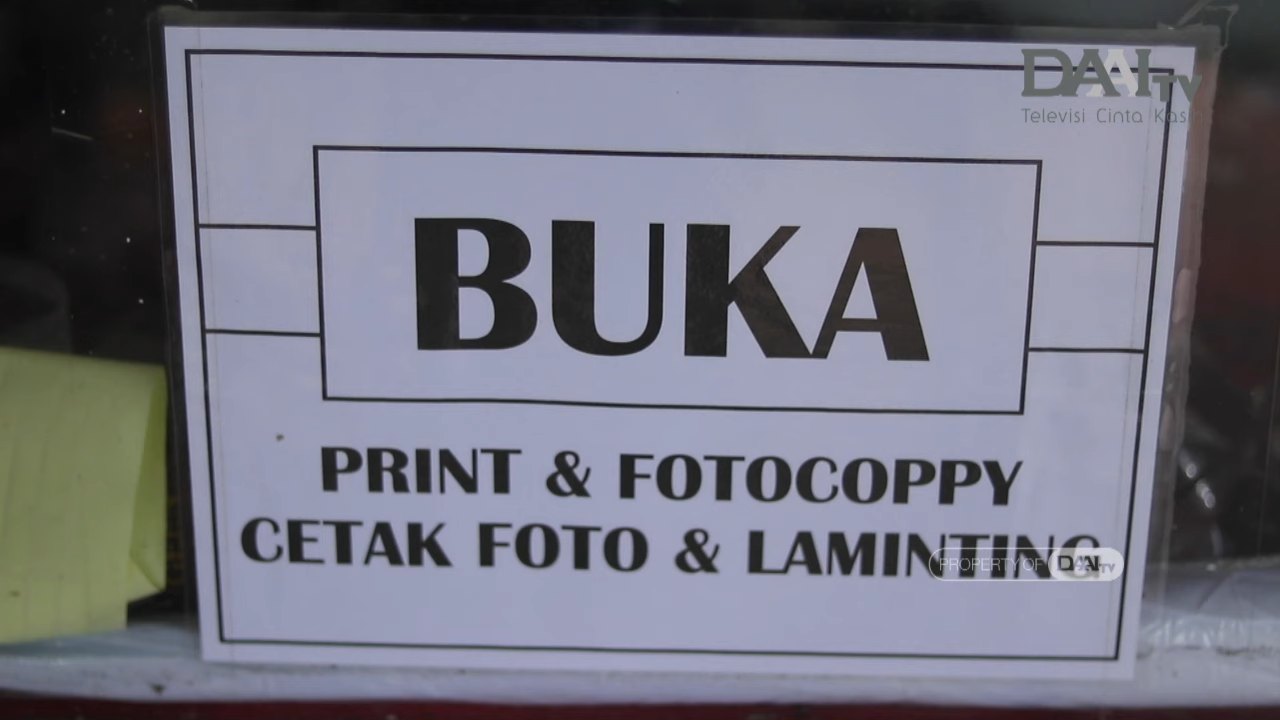 DAAI TV
Televisi Cinta Kasih
BUKA
PRINT & FOTOCOPPY
CETAK FOTO & LAMINTING
PROPERTY OF DAAI TV